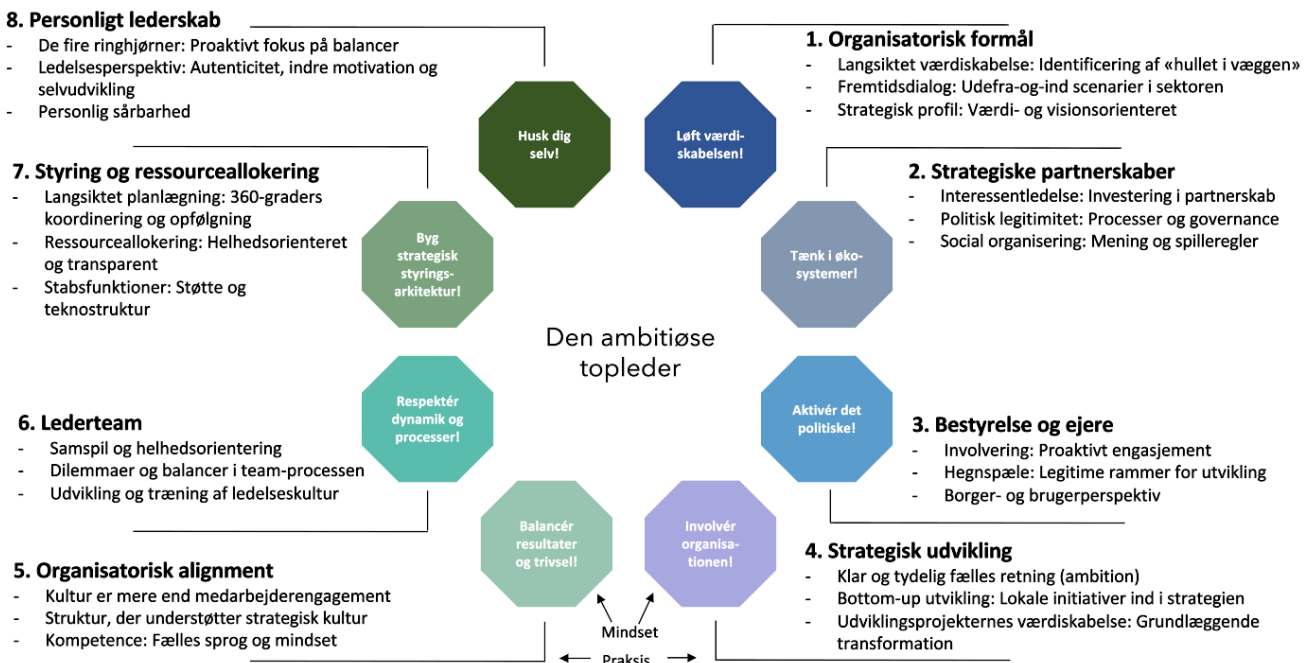 8. Personligt lederskab
- De fire ringhjørner: Proaktivt fokus på balancer
- Ledelsesperspektiv: Autenticitet, indre motivation og
selvudvikling
- Personlig sårbarhed
Husk dig
selv!
Løft værdi-
skabelsen!
1. Organisatorisk formål
- Langsiktet værdiskabelse: Identificering af «hullet i væggen»
- Fremtidsdialog: Udefra-og-ind scenarier i sektoren
- Strategisk profil: Værdi- og visionsorienteret
7. Styring og ressourceallokering
- Langsiktet planlægning: 360-graders
koordinering og opfølgning
- Ressourceallokering: Helhedsorienteret
og transparent
- Stabsfunktioner: Støtte og
teknostruktur
Byg
strategisk
styrings-
arkitektur!
Tænk i øko-
systemer!
2. Strategiske partnerskaber
- Interessentledelse: Investering i partnerskab
- Politisk legitimitet: Processer og governance
- Social organisering: Mening og spilleregler
Den ambitiøse
topleder
6. Lederteam
- Samspil og helhedsorientering
- Dilemmaer og balancer i team-processen
- Udvikling og træning af ledelseskultur
Respektér
dynamik og
processer!
Aktivér det
politiske!
3. Bestyrelse og ejere
- Involvering: Proaktivt engasjement
- Hegnspæle: Legitime rammer for utvikling
- Borger- og brugerperspektiv
5. Organisatorisk alignment
- Kultur er mere end medarbejderengagement
- Struktur, der understøtter strategisk kultur
- Kompetence: Fælles sprog og mindset
Balancér
resultater
og trivsel!
Involvér
organisa-
tionen!
4. Strategisk udvikling
- Klar og tydelig fælles retning (ambition)
- Bottom-up utvikling: Lokale initiativer ind i strategien
- Udviklingsprojekternes værdiskabelse: Grundlæggende
transformation
Mindset
Praksis